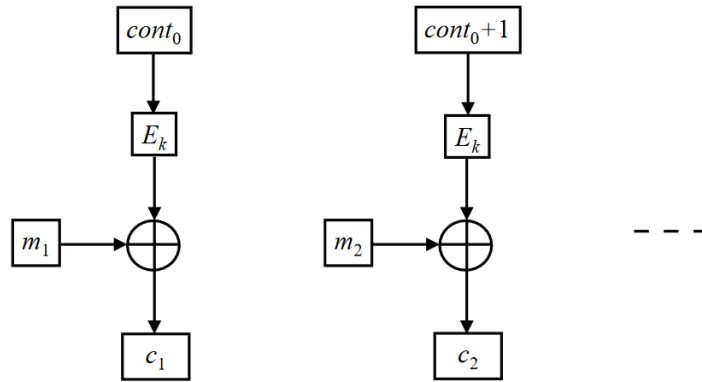 cont₀ cont₀+1
Eₖ Eₖ
m₁ m₂
c₁ c₂